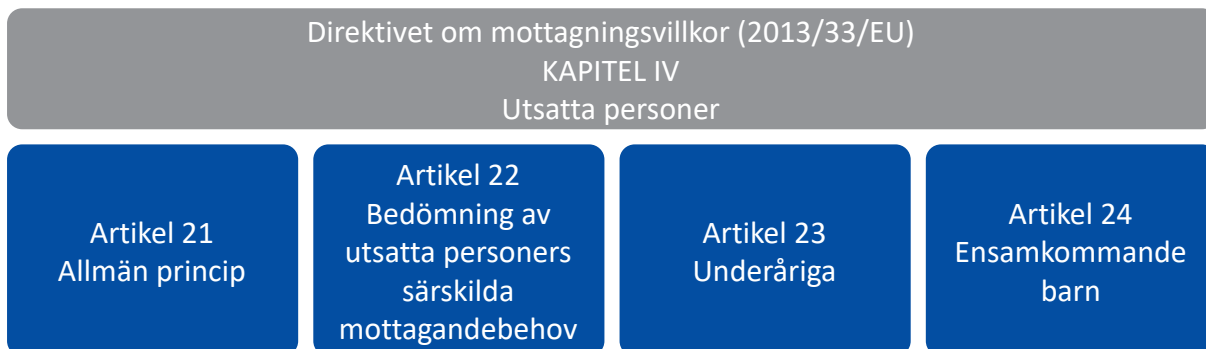 Direktivet om mottagningsvillkor (2013/33/EU)
KAPITEL IV
Utsatta personer
Artikel 21
Allmän princip
Artikel 22
Bedömning av
utsatta personers
särskilda
mottagandebehov
Artikel 23
Underåriga
Artikel 24
Ensamkommande
barn